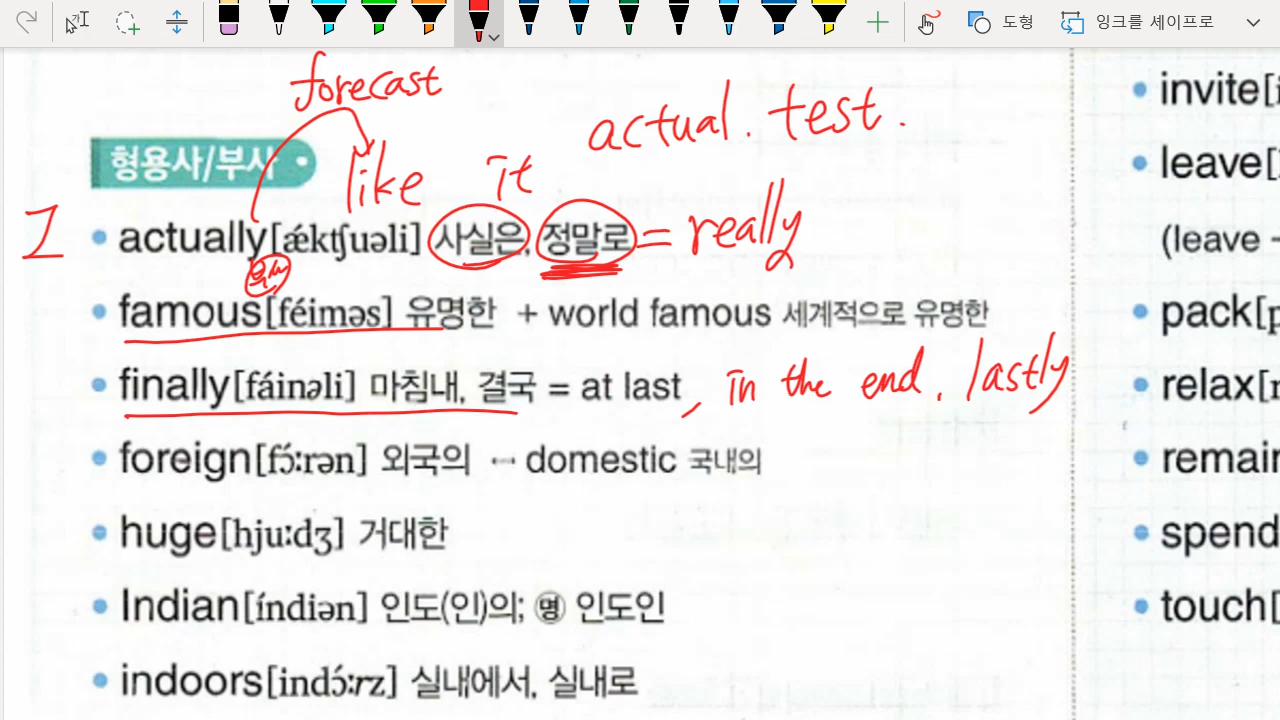 도형 잉크를 셰이프로
forecast
actual. test.
형용사/부사
like it
I
actually[ǽktʃuəli] 사실은, 정말로 = really
famous[féiməs] 유명한 + world famous 세계적으로 유명한
finally[fáinəli] 마침내, 결국 = at last, in the end. lastly
foreign[fɔ́ːrən] 외국의 ↔ domestic 국내의
huge[hjuːdʒ] 거대한
Indian[índiən] 인도(인)의; 명 인도인
indoors[indɔ́ːrz] 실내에서, 실내로
invite[
leave[
(leave
pack[
relax[
remain
spend
touch[